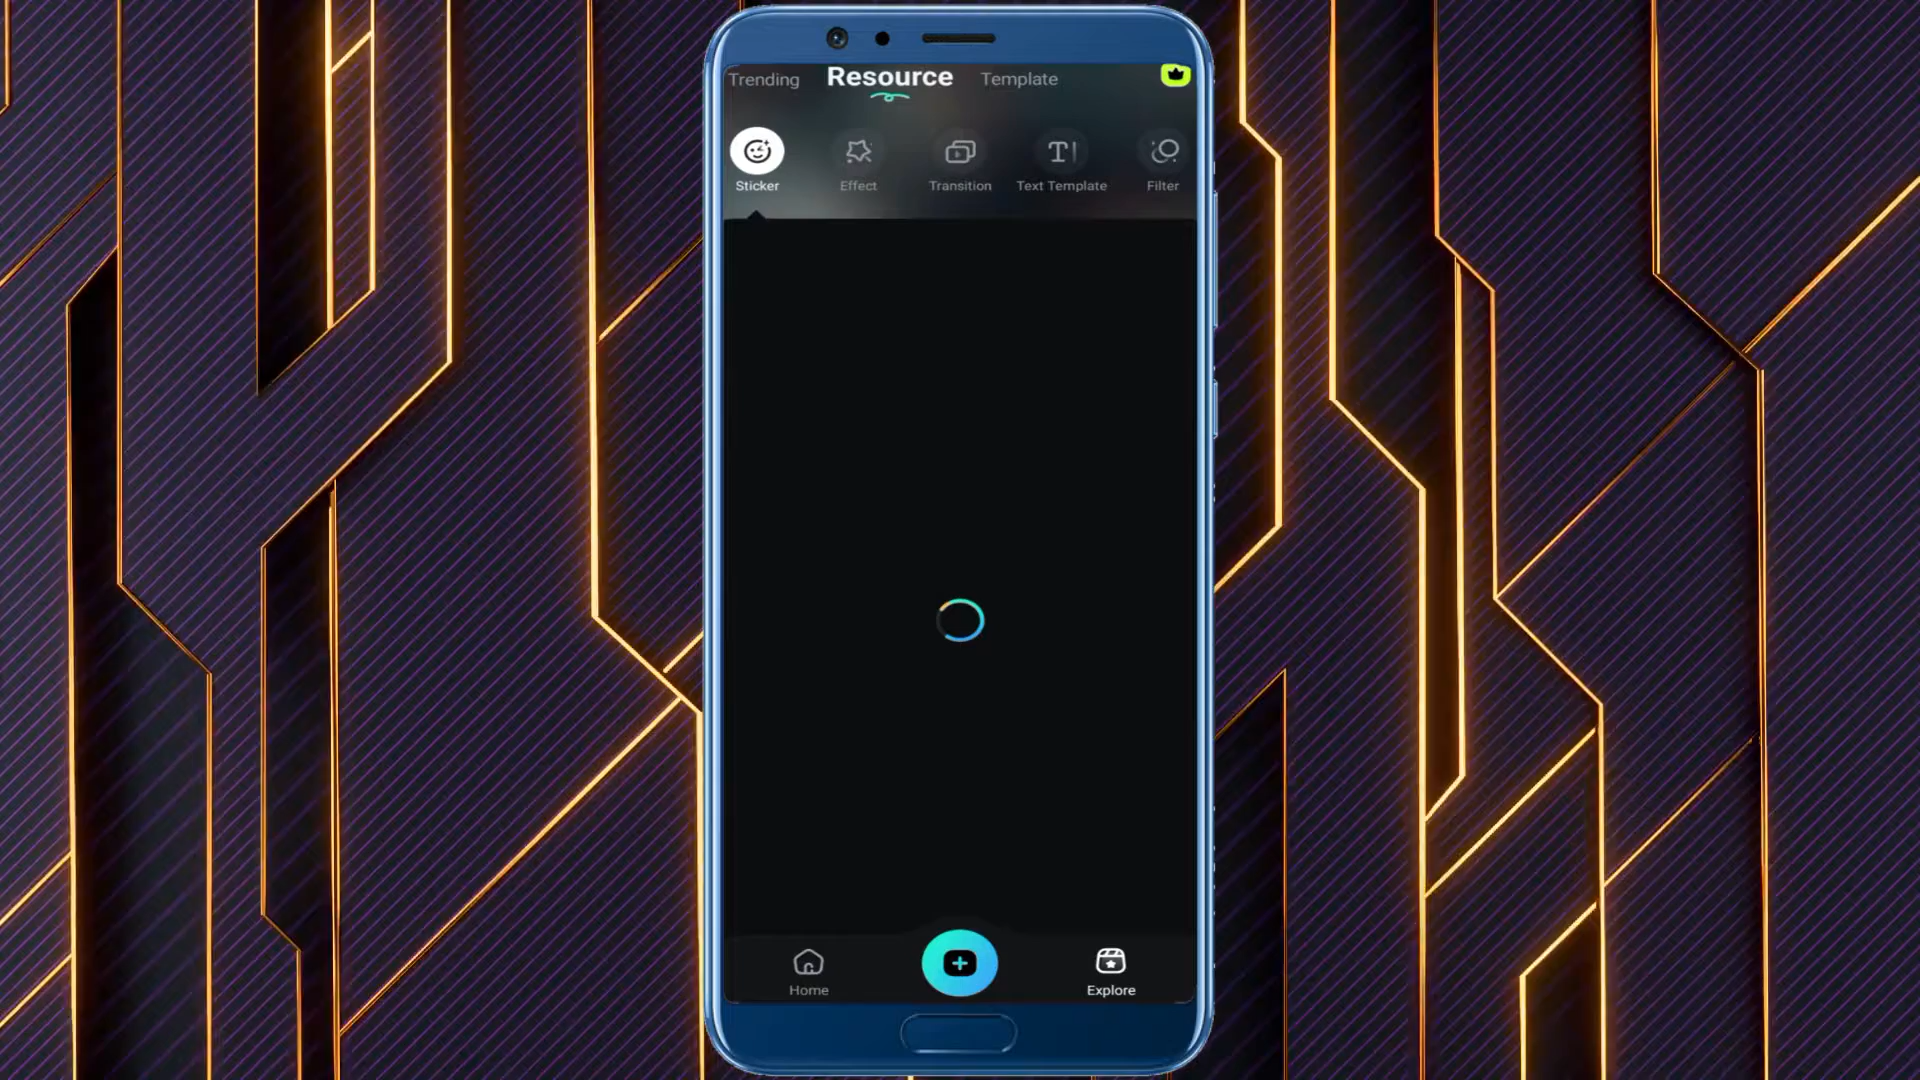 Trending Resource Template
Sticker Effect Transition Text Template Filter
Home Explore